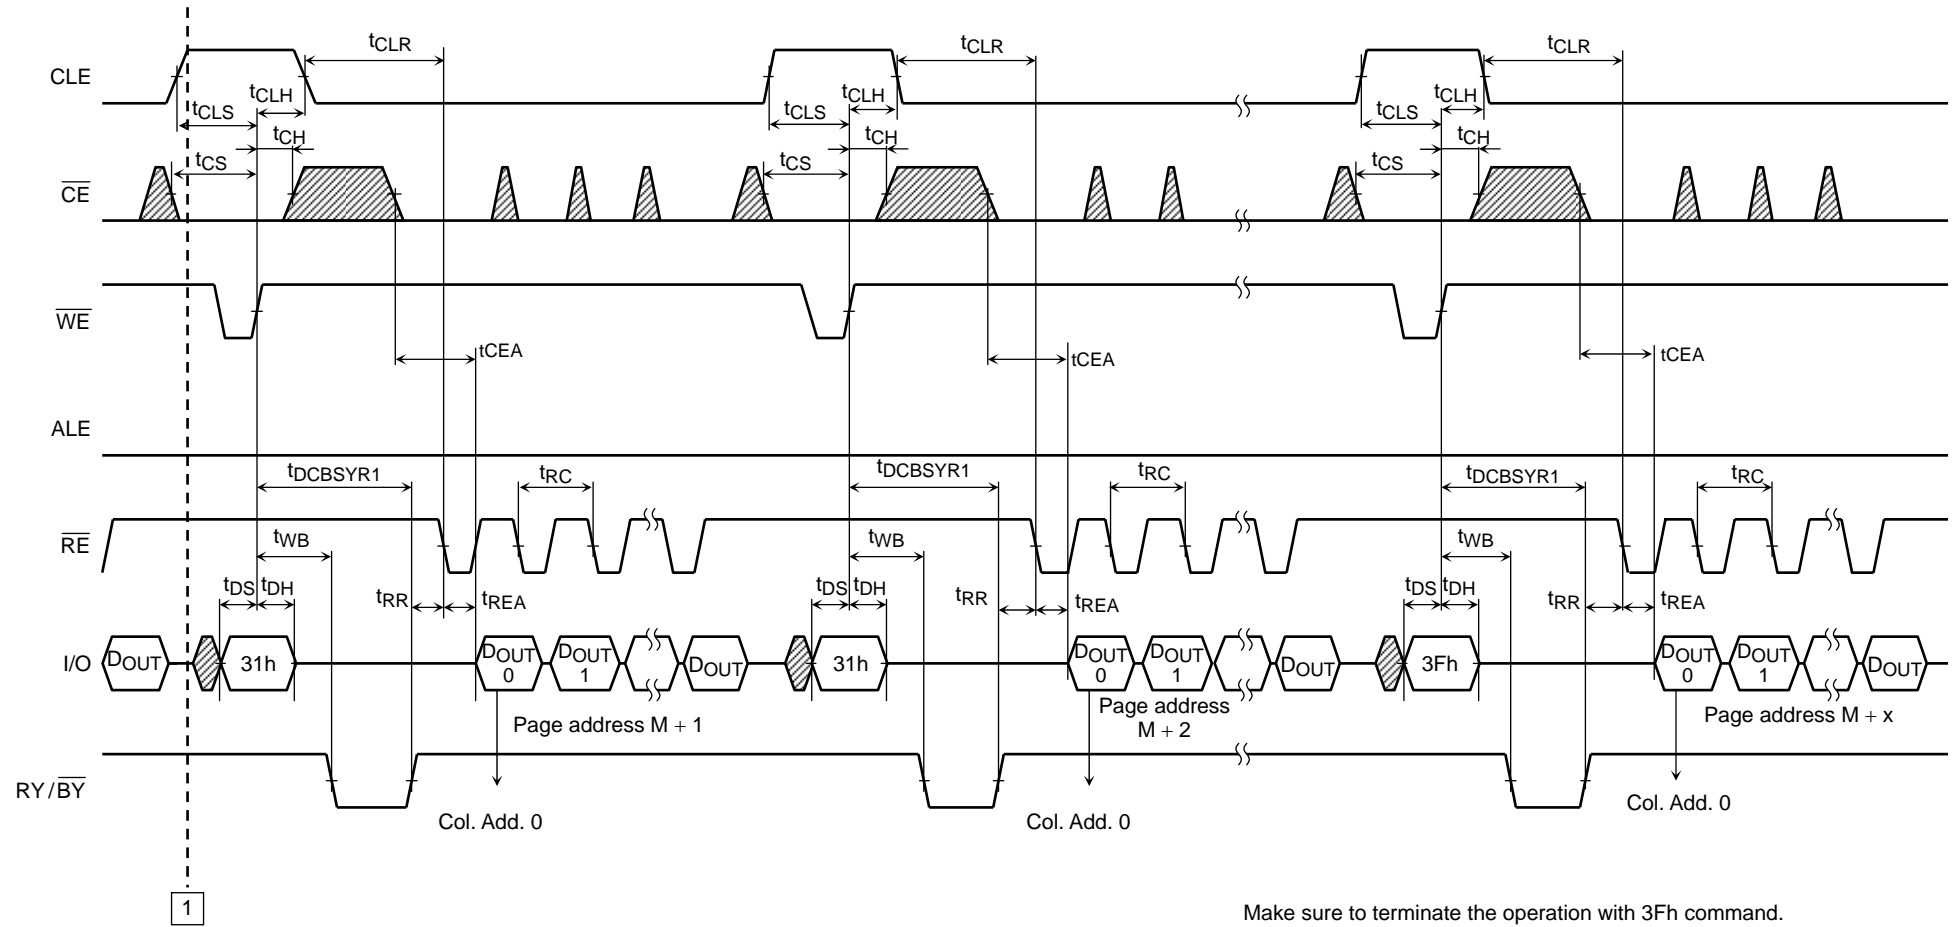 CLE
tCLR
tCLR
tCLR
tCLH
tCLH
tCLH
tCLS
tCLS
tCLS
tCH
tCH
tCH
tCS
tCS
tCS
CE
WE
tCEA
tCEA
tCEA
ALE
tDCBSYR1
tRC
tDCBSYR1
tRC
tDCBSYR1
tRC
RE
tWB
tWB
tWB
tDS
tDH
tRR
tREA
tDS
tDH
tRR
tREA
tDS
tDH
tRR
tREA
I/O
DOUT
31h
DOUT
0
DOUT
1
DOUT
31h
DOUT
0
DOUT
1
DOUT
3Fh
DOUT
0
DOUT
1
DOUT
Page address M + 1
Page address
M + 2
Page address M + x
RY/BY
Col. Add. 0
Col. Add. 0
Col. Add. 0
1
Make sure to terminate the operation with 3Fh command.